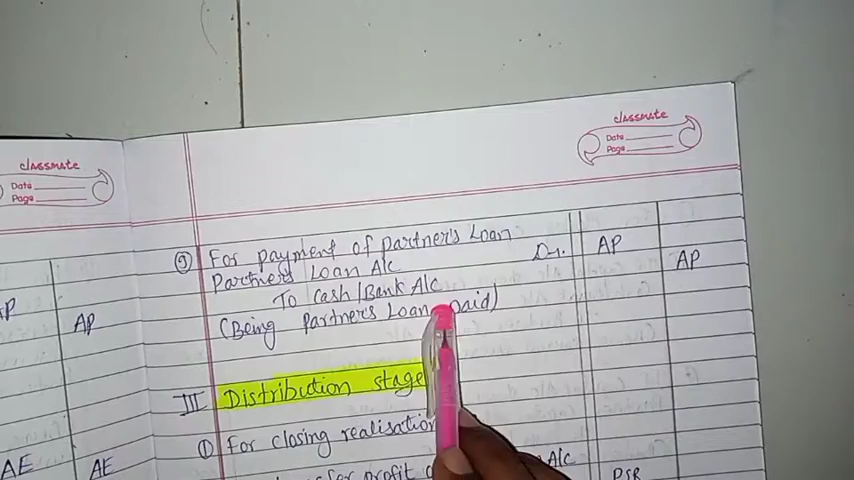 classmate
Date
Page
classmate
Date
Page
⑨ For payment of partner's Loan
Partner's Loan A/c Dr. AP
To Cash/Bank A/c AP
(Being partner's Loan paid)
AP
AP
III Distribution stage
① For closing realisation
profit A/c PSR
AE AE